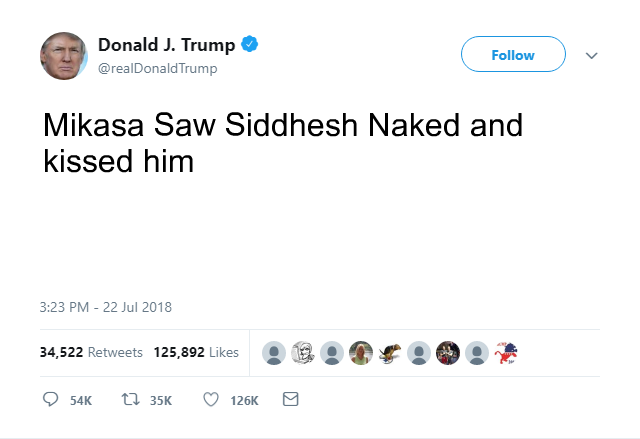 Donald J. Trump
@realDonaldTrump
Follow
Mikasa Saw Siddhesh Naked and
kissed him
3:23 PM - 22 Jul 2018
34,522 Retweets 125,892 Likes
54K 35K 126K